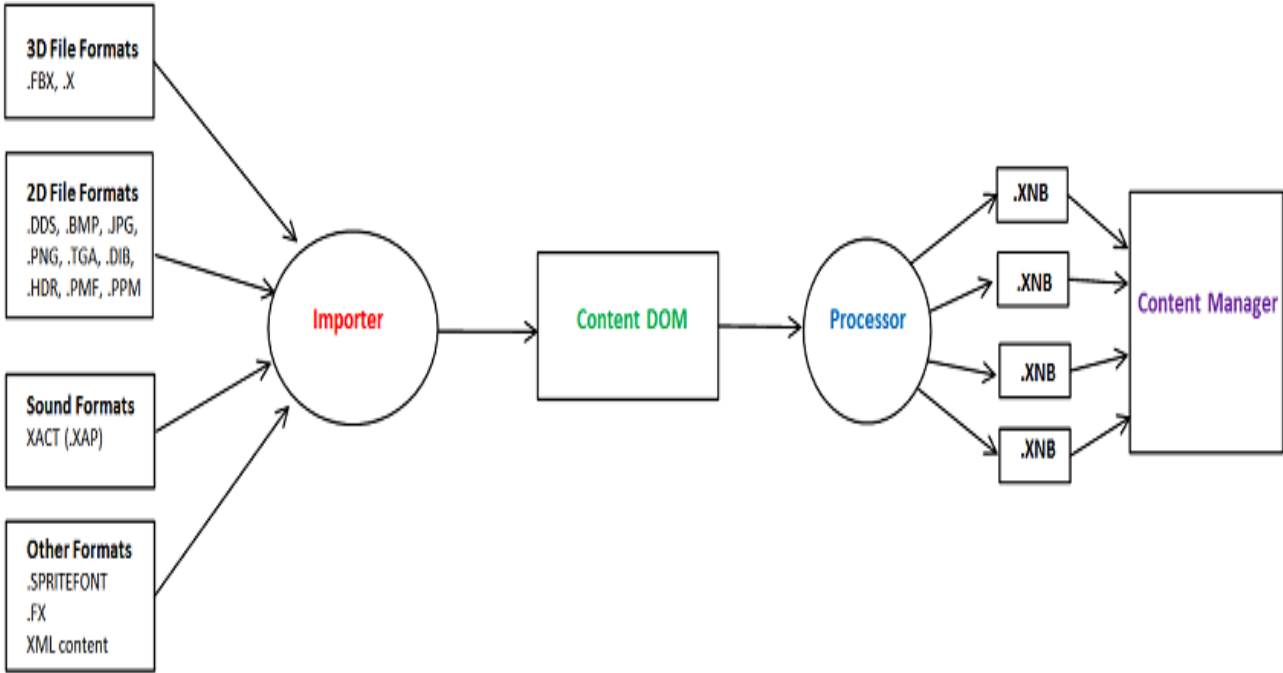 3D File Formats
.FBX, .X
2D File Formats
.DDS, .BMP, .JPG,
.PNG, .TGA, .DIB,
.HDR, .PMF, .PPM
Sound Formats
XACT (.XAP)
Other Formats
.SPRITEFONT
.FX
XML content
Importer
Content DOM
Processor
.XNB
.XNB
.XNB
.XNB
Content Manager